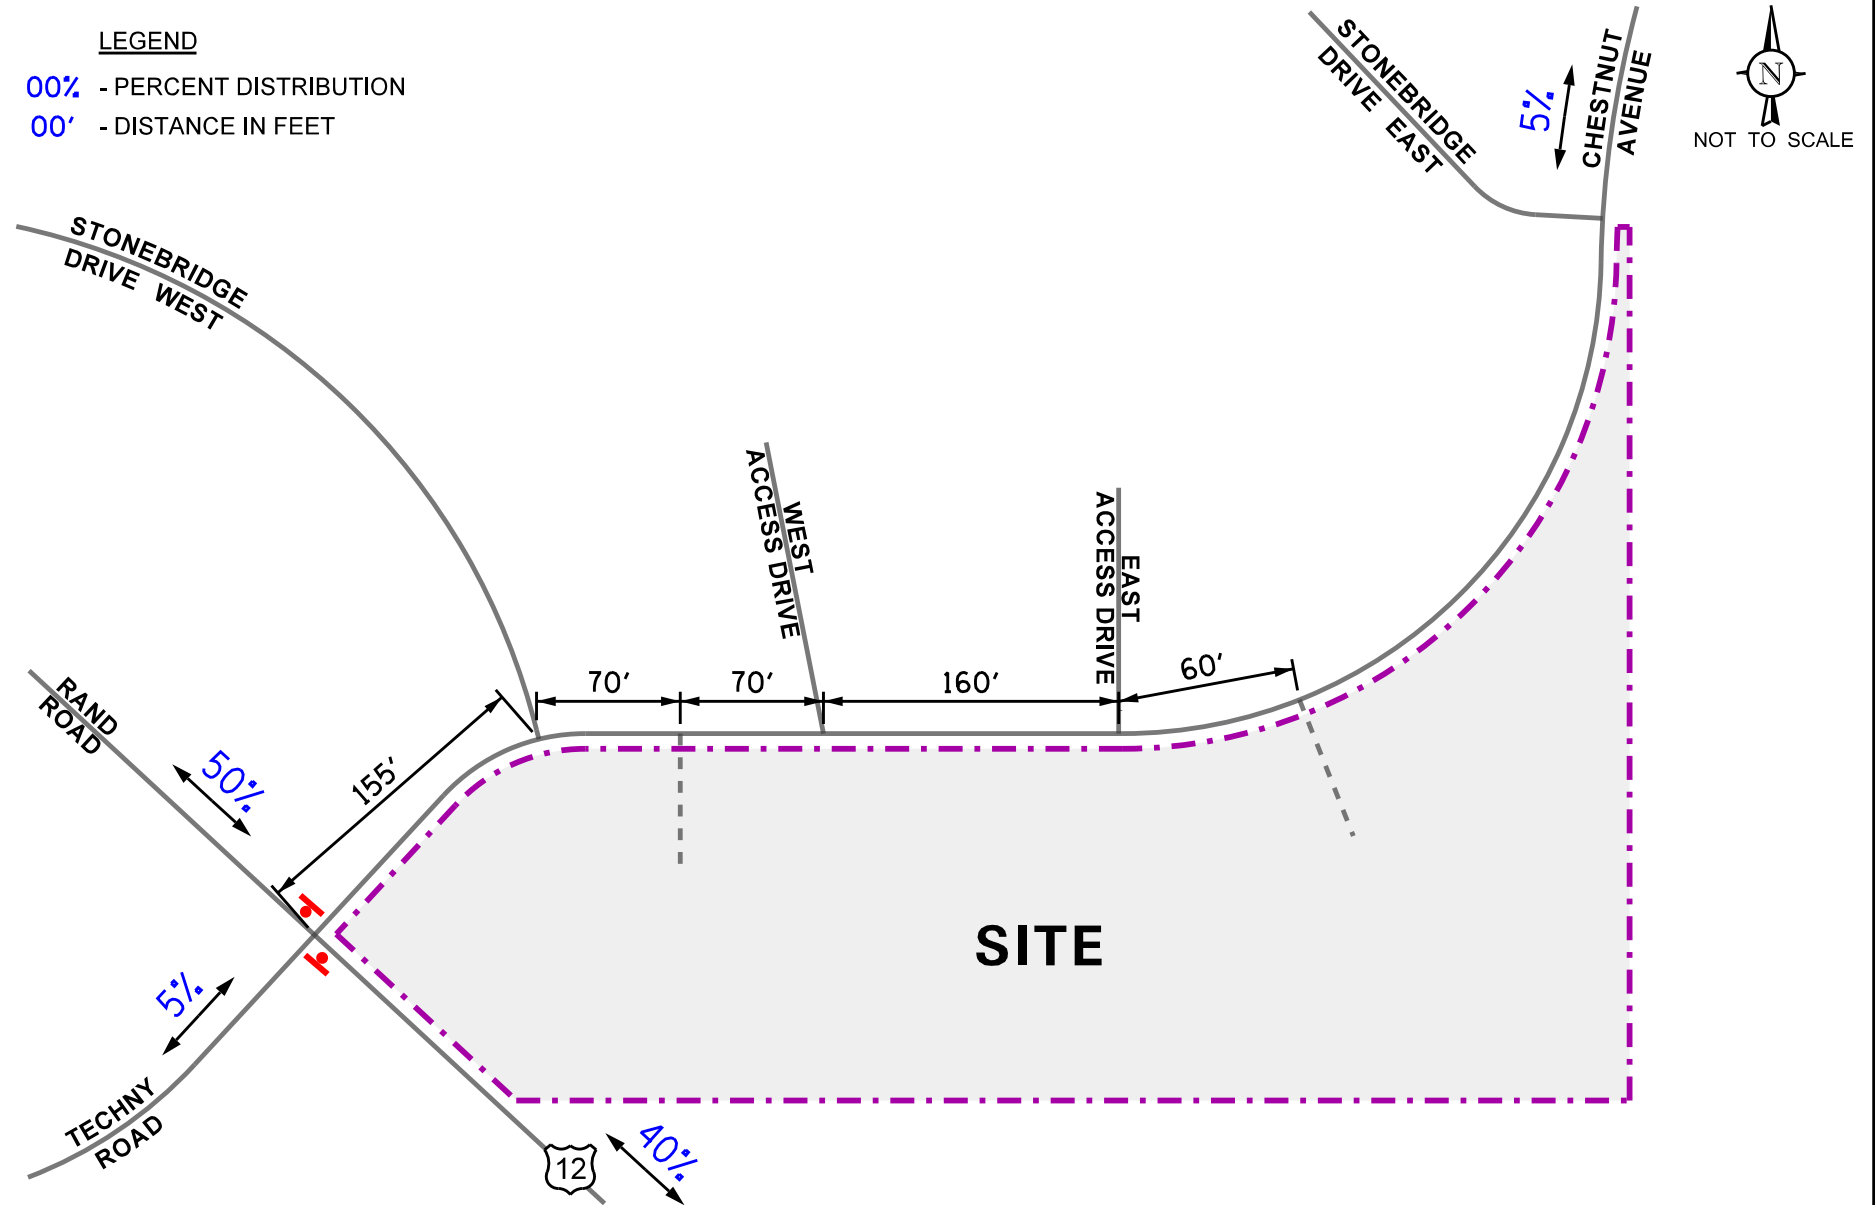 LEGEND
00% - PERCENT DISTRIBUTION
00' - DISTANCE IN FEET
STONEBRIDGE
DRIVE EAST
5%
CHESTNUT
AVENUE
N
NOT TO SCALE
STONEBRIDGE
DRIVE WEST
WEST
ACCESS DRIVE
EAST
ACCESS DRIVE
RAND
ROAD
50%
155'
70'
70'
160'
60'
SITE
5%
TECHNY
ROAD
12
40%